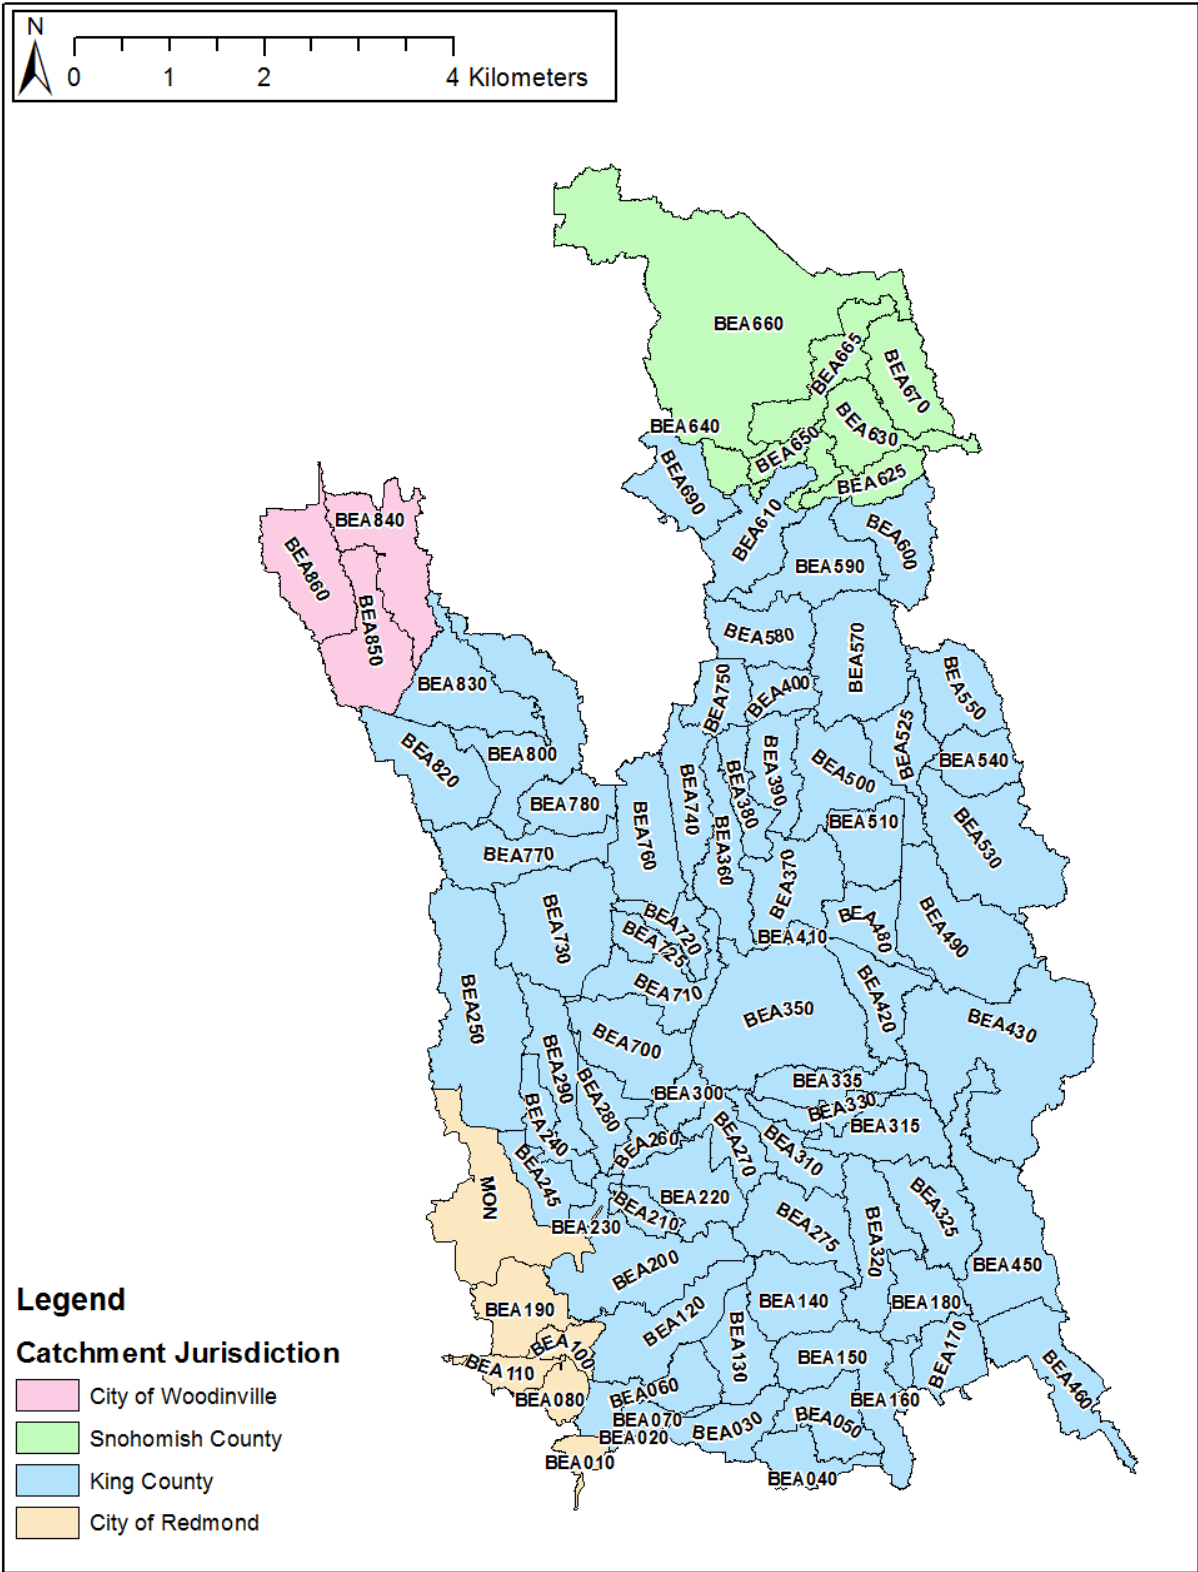 N
0 1 2 4 Kilometers
BEA660
BEA665
BEA670
BEA640
BEA630
BEA650
BEA690
BEA625
BEA840
BEA610
BEA600
BEA860
BEA590
BEA850
BEA580
BEA570
BEA830
BEA750
BEA400
BEA550
BEA820
BEA800
BEA525
BEA540
BEA740
BEA380
BEA390
BEA500
BEA780
BEA510
BEA760
BEA360
BEA530
BEA770
BEA370
BEA730
BEA720
BEA725
BEA410
BEA480
BEA490
BEA710
BEA250
BEA350
BEA420
BEA430
BEA700
BEA290
BEA280
BEA300
BEA335
BEA330
BEA240
BEA260
BEA270
BEA310
BEA315
BEA245
MON
BEA220
BEA210
BEA230
BEA275
BEA320
BEA325
BEA200
BEA450
BEA190
BEA120
BEA140
BEA180
BEA100
BEA130
BEA150
BEA170
BEA110
BEA080
BEA060
BEA160
BEA460
BEA070
BEA020
BEA030
BEA050
BEA010
BEA040
Legend
Catchment Jurisdiction
City of Woodinville
Snohomish County
King County
City of Redmond